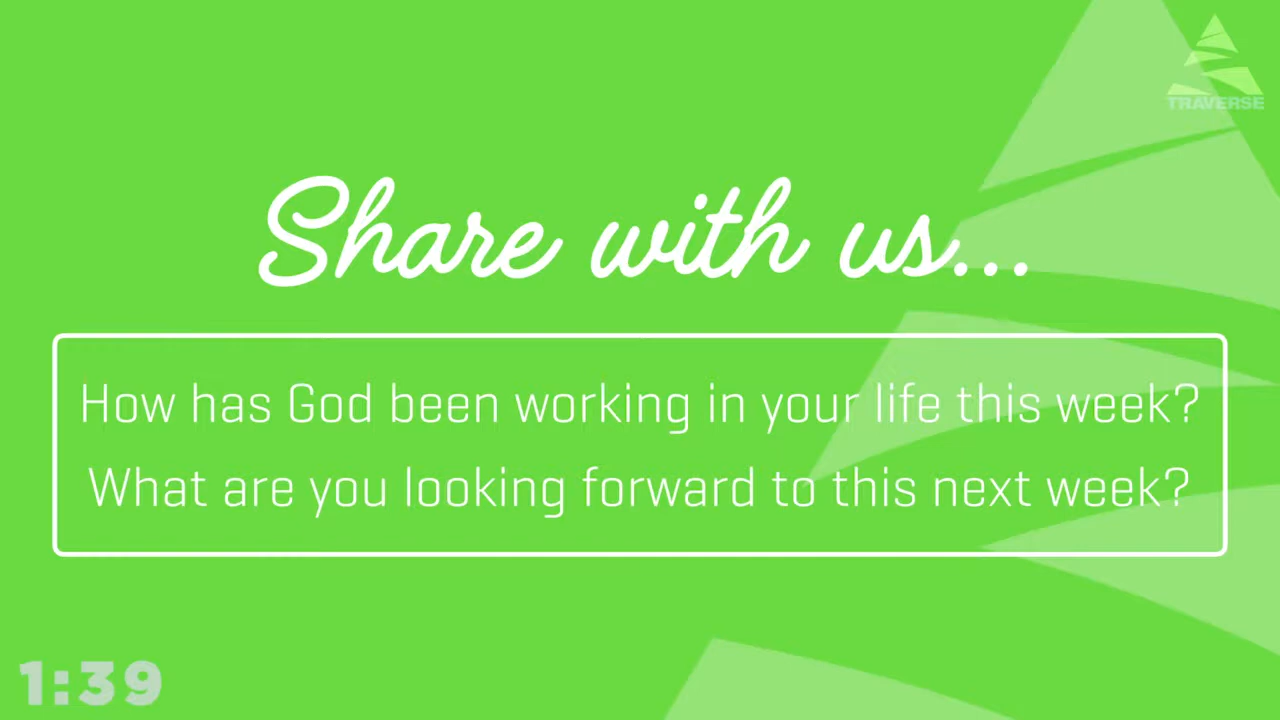 TRAVERSE
Share with us...
How has God been working in your life this week?
What are you looking forward to this next week?
1:39